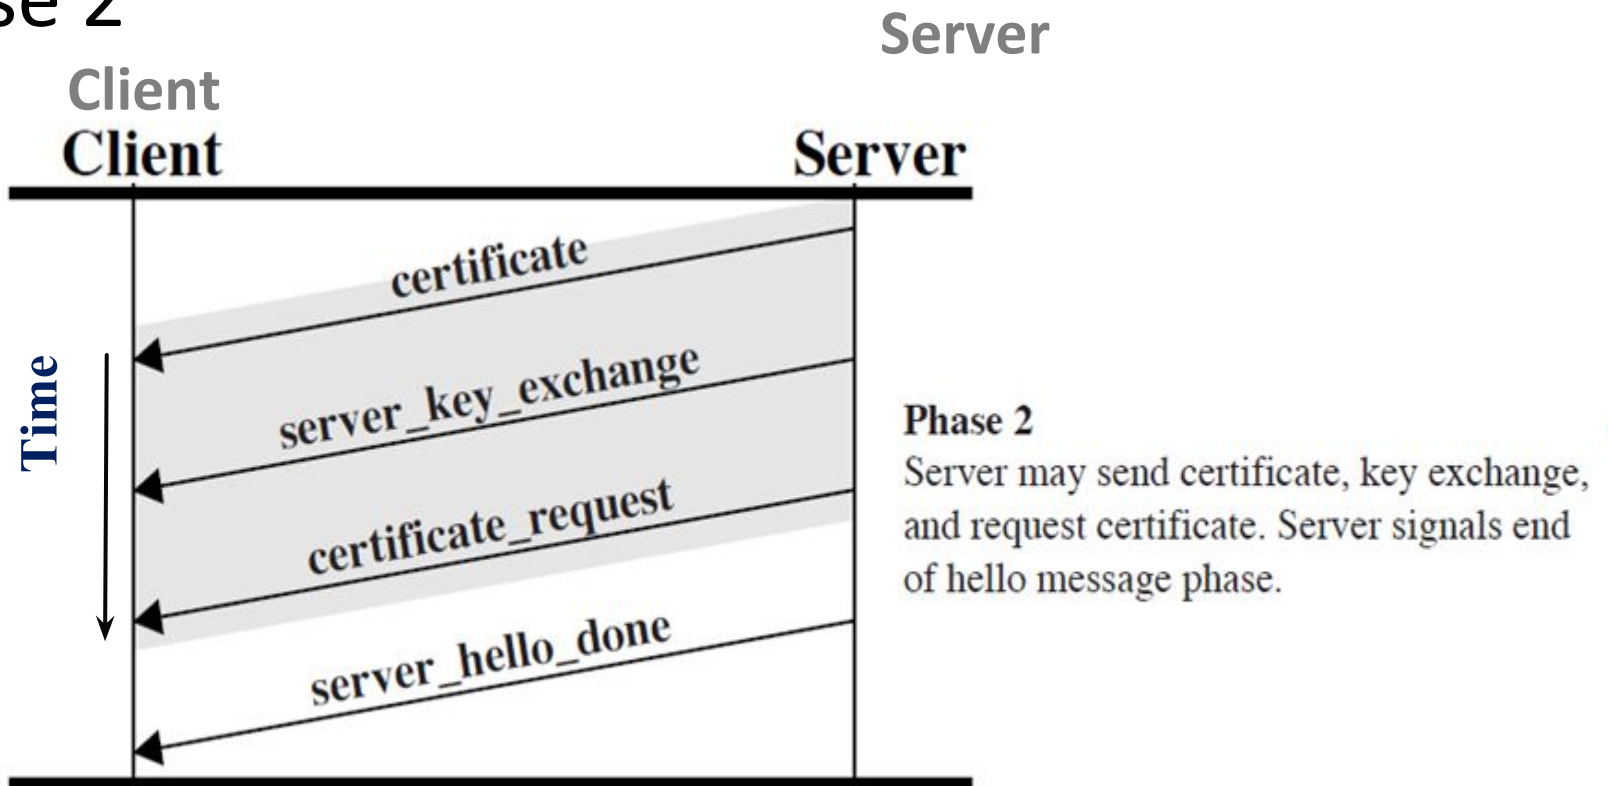 se 2
Server
Client
Client
Server
certificate
server_key_exchange
certificate_request
server_hello_done
Time
Phase 2
Server may send certificate, key exchange,
and request certificate. Server signals end
of hello message phase.